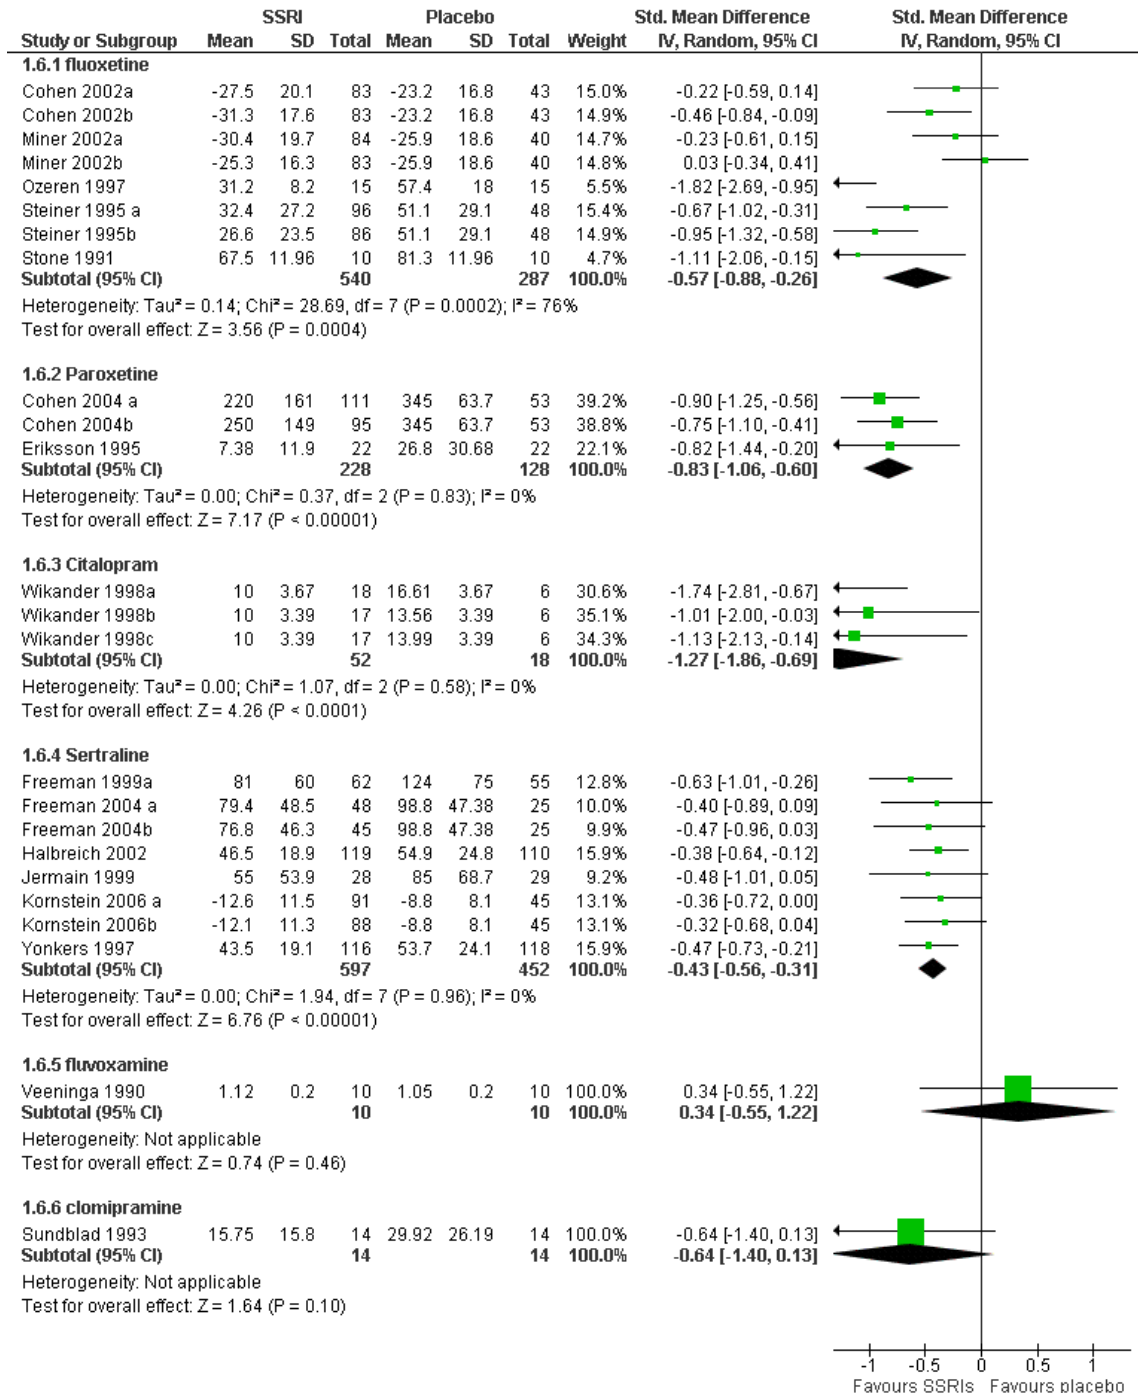 SSRI Placebo Std. Mean Difference Std. Mean Difference
Study or Subgroup Mean SD Total Mean SD Total Weight IV, Random, 95% CI IV, Random, 95% CI
1.6.1 fluoxetine
Cohen 2002a -27.5 20.1 83 -23.2 16.8 43 15.0% -0.22 [-0.59, 0.14]
Cohen 2002b -31.3 17.6 83 -23.2 16.8 43 14.9% -0.46 [-0.84, -0.09]
Miner 2002a -30.4 19.7 84 -25.9 18.6 40 14.7% -0.23 [-0.61, 0.15]
Miner 2002b -25.3 16.3 83 -25.9 18.6 40 14.8% 0.03 [-0.34, 0.41]
Ozeren 1997 31.2 8.2 15 57.4 18 15 5.5% -1.82 [-2.69, -0.95]
Steiner 1995 a 32.4 27.2 96 51.1 29.1 48 15.4% -0.67 [-1.02, -0.31]
Steiner 1995b 26.6 23.5 86 51.1 29.1 48 14.9% -0.95 [-1.32, -0.58]
Stone 1991 67.5 11.96 10 81.3 11.96 10 4.7% -1.11 [-2.06, -0.15]
Subtotal (95% CI) 540 287 100.0% -0.57 [-0.88, -0.26]
Heterogeneity: Tau² = 0.14; Chi² = 28.69, df = 7 (P = 0.0002); I² = 76%
Test for overall effect: Z = 3.56 (P = 0.0004)
1.6.2 Paroxetine
Cohen 2004 a 220 161 111 345 63.7 53 39.2% -0.90 [-1.25, -0.56]
Cohen 2004b 250 149 95 345 63.7 53 38.8% -0.75 [-1.10, -0.41]
Eriksson 1995 7.38 11.9 22 26.8 30.68 22 22.1% -0.82 [-1.44, -0.20]
Subtotal (95% CI) 228 128 100.0% -0.83 [-1.06, -0.60]
Heterogeneity: Tau² = 0.00; Chi² = 0.37, df = 2 (P = 0.83); I² = 0%
Test for overall effect: Z = 7.17 (P < 0.00001)
1.6.3 Citalopram
Wikander 1998a 10 3.67 18 16.61 3.67 6 30.6% -1.74 [-2.81, -0.67]
Wikander 1998b 10 3.39 17 13.56 3.39 6 35.1% -1.01 [-2.00, -0.03]
Wikander 1998c 10 3.39 17 13.99 3.39 6 34.3% -1.13 [-2.13, -0.14]
Subtotal (95% CI) 52 18 100.0% -1.27 [-1.86, -0.69]
Heterogeneity: Tau² = 0.00; Chi² = 1.07, df = 2 (P = 0.58); I² = 0%
Test for overall effect: Z = 4.26 (P < 0.0001)
1.6.4 Sertraline
Freeman 1999a 81 60 62 124 75 55 12.8% -0.63 [-1.01, -0.26]
Freeman 2004 a 79.4 48.5 48 98.8 47.38 25 10.0% -0.40 [-0.89, 0.09]
Freeman 2004b 76.8 46.3 45 98.8 47.38 25 9.9% -0.47 [-0.96, 0.03]
Halbreich 2002 46.5 18.9 119 54.9 24.8 110 15.9% -0.38 [-0.64, -0.12]
Jermain 1999 55 53.9 28 85 68.7 29 9.2% -0.48 [-1.01, 0.05]
Kornstein 2006 a -12.6 11.5 91 -8.8 8.1 45 13.1% -0.36 [-0.72, 0.00]
Kornstein 2006b -12.1 11.3 88 -8.8 8.1 45 13.1% -0.32 [-0.68, 0.04]
Yonkers 1997 43.5 19.1 116 53.7 24.1 118 15.9% -0.47 [-0.73, -0.21]
Subtotal (95% CI) 597 452 100.0% -0.43 [-0.56, -0.31]
Heterogeneity: Tau² = 0.00; Chi² = 1.94, df = 7 (P = 0.96); I² = 0%
Test for overall effect: Z = 6.76 (P < 0.00001)
1.6.5 fluvoxamine
Veeninga 1990 1.12 0.2 10 1.05 0.2 10 100.0% 0.34 [-0.55, 1.22]
Subtotal (95% CI) 10 10 100.0% 0.34 [-0.55, 1.22]
Heterogeneity: Not applicable
Test for overall effect: Z = 0.74 (P = 0.46)
1.6.6 clomipramine
Sundblad 1993 15.75 15.8 14 29.92 26.19 14 100.0% -0.64 [-1.40, 0.13]
Subtotal (95% CI) 14 14 100.0% -0.64 [-1.40, 0.13]
Heterogeneity: Not applicable
Test for overall effect: Z = 1.64 (P = 0.10)
-1 -0.5 0 0.5 1
Favours SSRIs Favours placebo